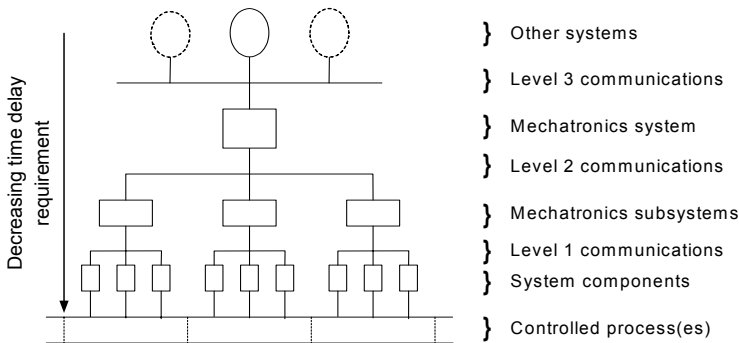 Decreasing time delay
requirement
} Other systems
} Level 3 communications
} Mechatronics system
} Level 2 communications
} Mechatronics subsystems
} Level 1 communications
} System components
} Controlled process(es)